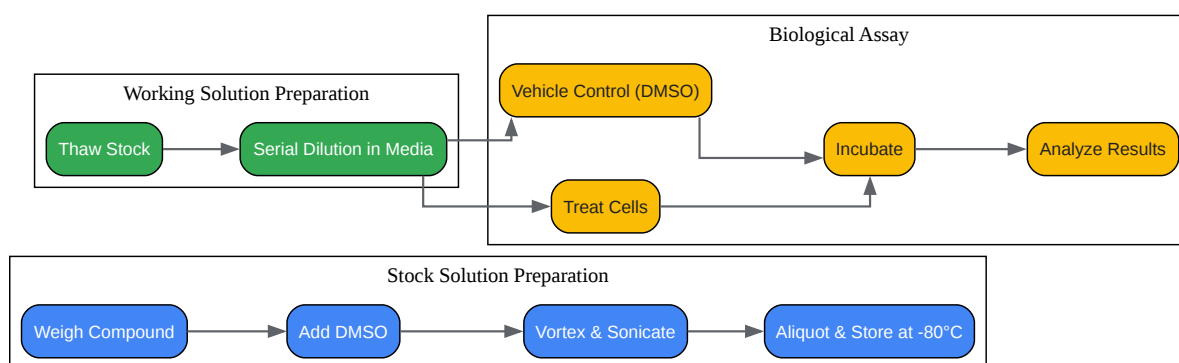 Biological Assay
Working Solution Preparation
Vehicle Control (DMSO)
Thaw Stock
Serial Dilution in Media
Incubate
Analyze Results
Treat Cells
Stock Solution Preparation
Weigh Compound
Add DMSO
Vortex & Sonicate
Aliquot & Store at -80°C